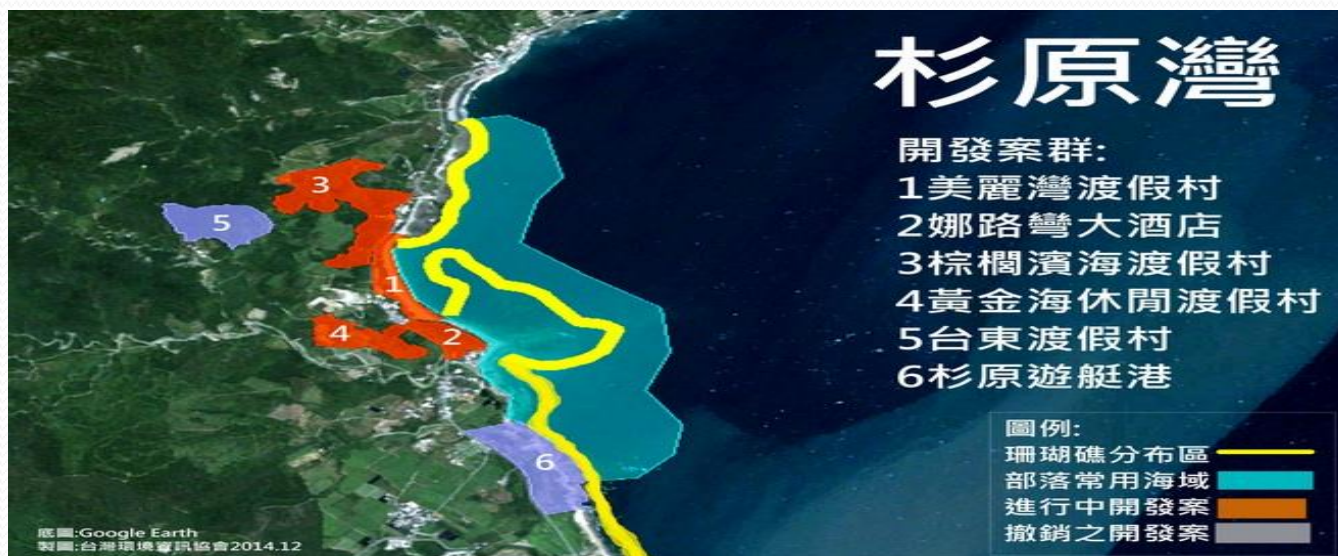 杉原灣
開發案群:
1美麗灣渡假村
2娜路彎大酒店
3棕櫚濱海渡假村
4黃金海休閒渡假村
5台東渡假村
6杉原遊艇港
3
5
1
4
2
6
圖例:
珊瑚礁分布區
部落常用海域
進行中開發案
撤銷之開發案
底圖:Google Earth
製圖:台灣環境資訊協會2014.12